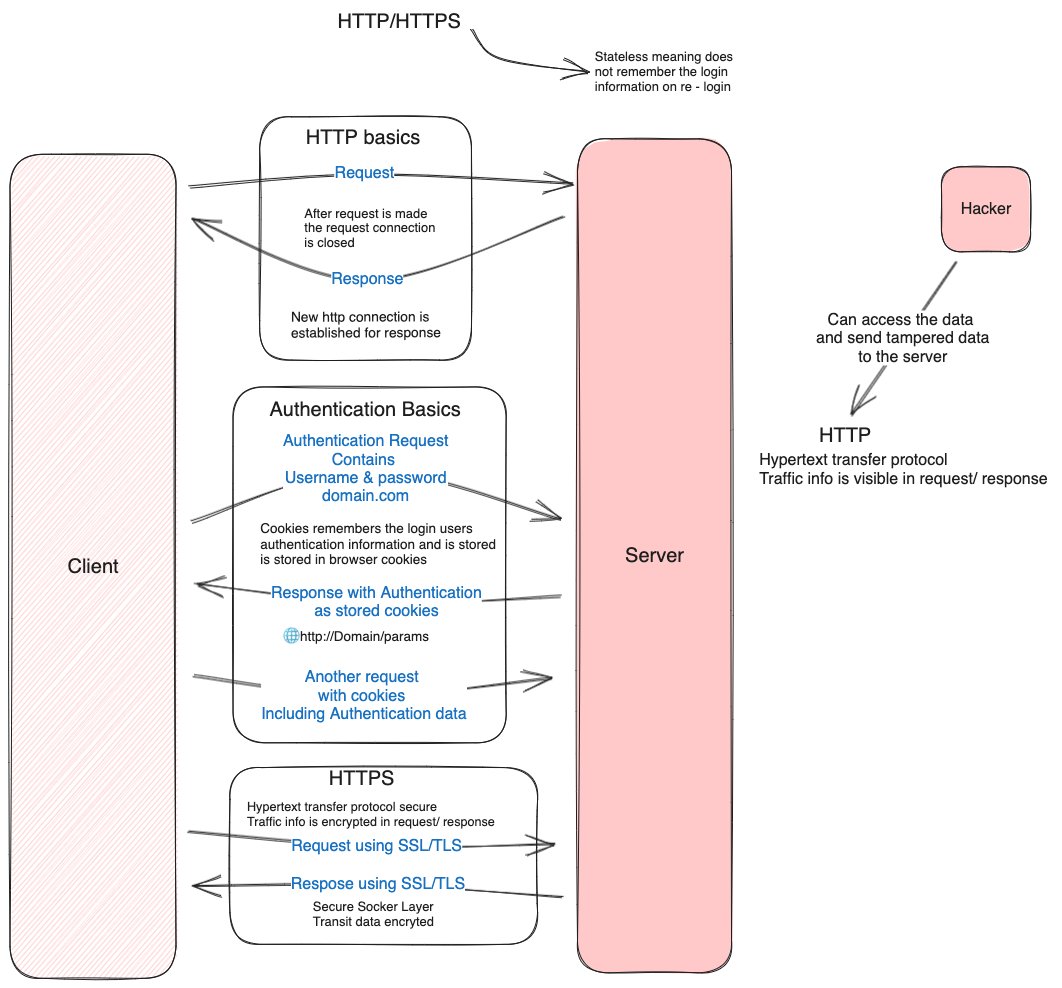 HTTP/HTTPS
Stateless meaning does
not remember the login
information on re - login
HTTP basics
Request
After request is made
the request connection
is closed
Response
New http connection is
established for response
Authentication Basics
Authentication Request
Contains
Username & password
domain.com
Cookies remembers the login users
authentication information and is stored
is stored in browser cookies
Response with Authentication
as stored cookies
http://Domain/params
Another request
with cookies
Including Authentication data
HTTPS
Hypertext transfer protocol secure
Traffic info is encrypted in request/ response
Request using SSL/TLS
Respose using SSL/TLS
Secure Socker Layer
Transit data encryted
Client
Server
Hacker
Can access the data
and send tampered data
to the server
HTTP
Hypertext transfer protocol
Traffic info is visible in request/ response